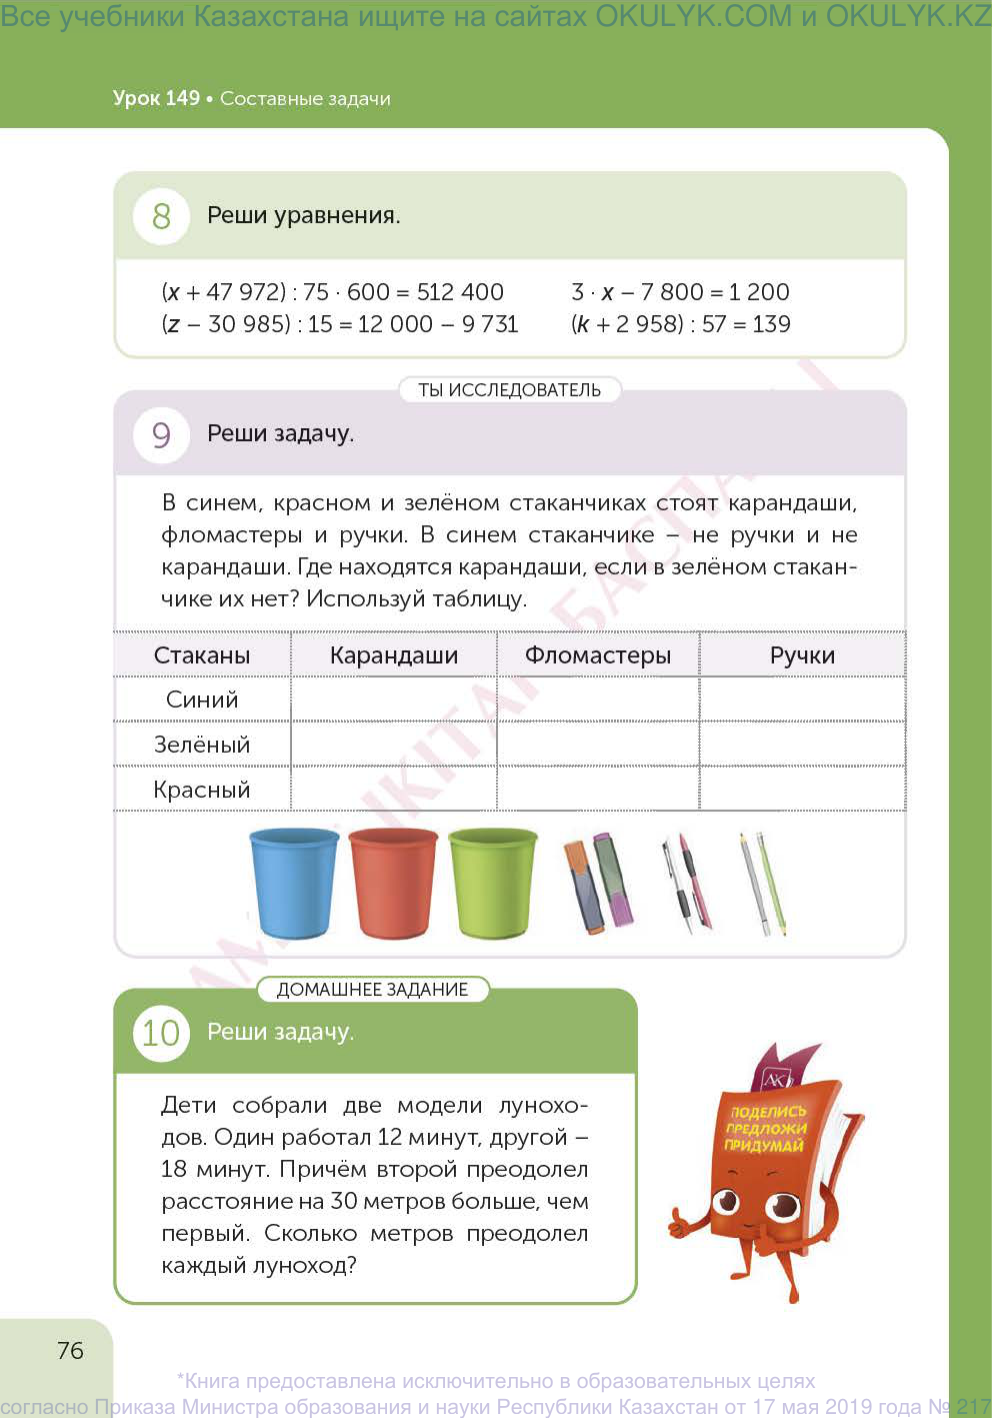 Все учебники Казахстана ищите на сайтах OKULYK.COM и OKULYK.KZ
Урок 149 • Составные задачи
8 Реши уравнения.
(x + 47 972) : 75 · 600 = 512 400 3 · x – 7 800 = 1 200
(z – 30 985) : 15 = 12 000 – 9 731 (k + 2 958) : 57 = 139
ТЫ ИССЛЕДОВАТЕЛЬ
9 Реши задачу.
В синем, красном и зелёном стаканчиках стоят карандаши,
фломастеры и ручки. В синем стаканчике – не ручки и не
карандаши. Где находятся карандаши, если в зелёном стакан-
чике их нет? Используй таблицу.
Стаканы Карандаши Фломастеры Ручки
Синий
Зелёный
Красный
ДОМАШНЕЕ ЗАДАНИЕ
10 Реши задачу.
Дети собрали две модели лунохо-
дов. Один работал 12 минут, другой –
18 минут. Причём второй преодолел
расстояние на 30 метров больше, чем
первый. Сколько метров преодолел
каждый луноход?
АК
ПОДЕЛИСЬ
ПРЕДЛОЖИ
ПРИДУМАЙ
76
*Книга предоставлена исключительно в образовательных целях
согласно Приказа Министра образования и науки Республики Казахстан от 17 мая 2019 года № 217